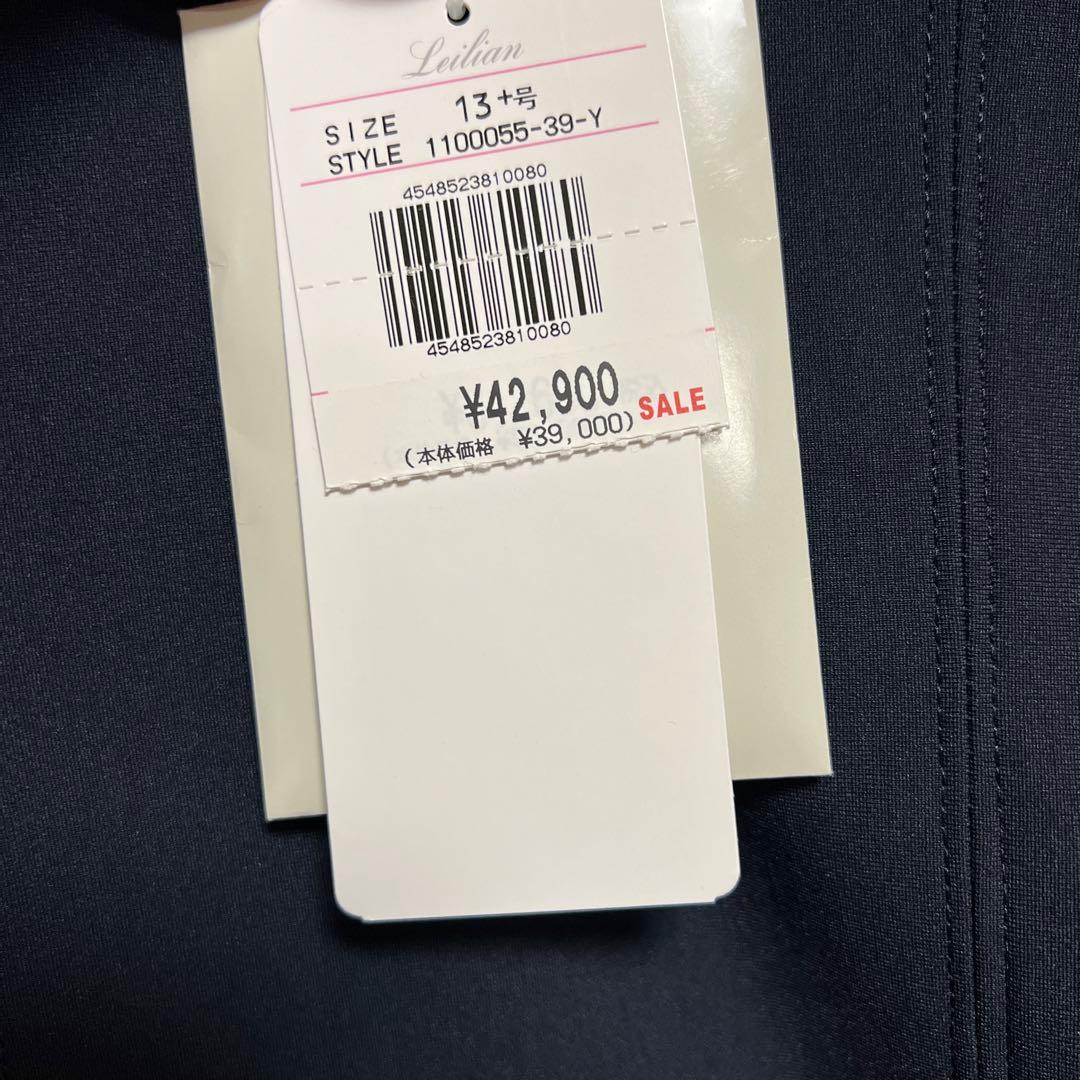 Leilian
SIZE 13+号
STYLE 1100055-39-Y
4548523810080
4548523810080
¥42,900
(本体価格 ¥39,000) SALE